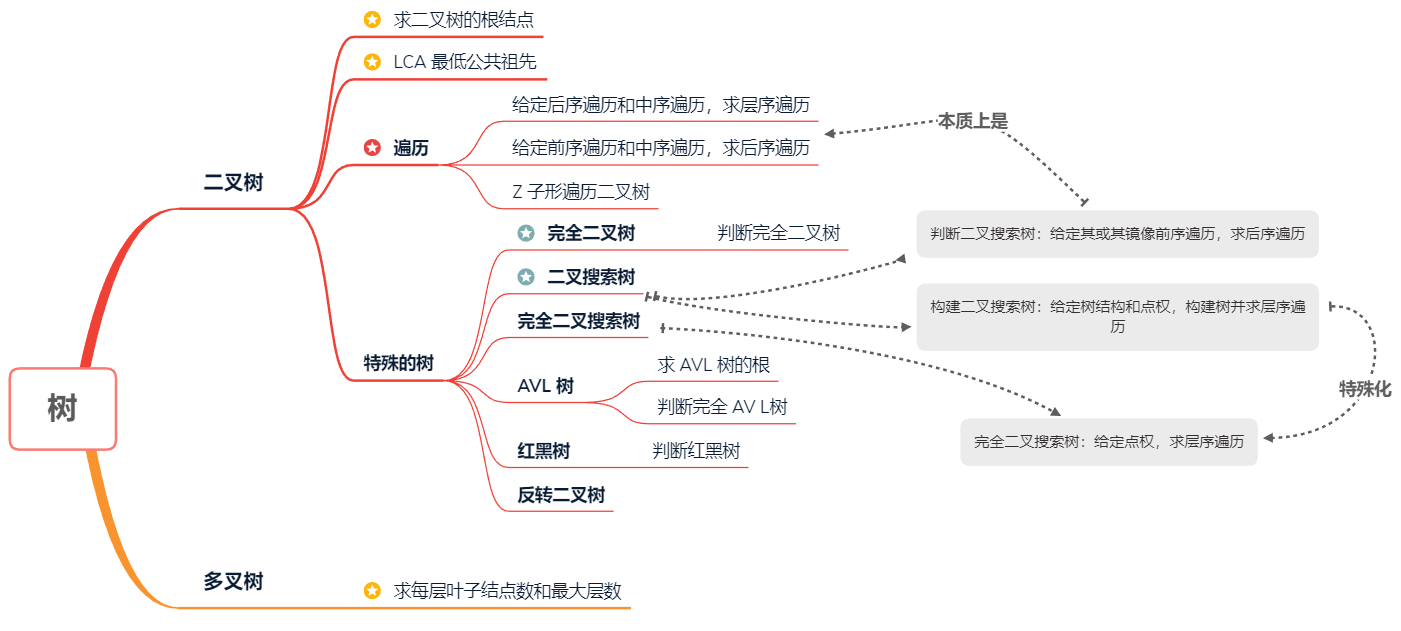 树
二叉树
求二叉树的根结点
LCA 最低公共祖先
遍历
给定后序遍历和中序遍历，求层序遍历
给定前序遍历和中序遍历，求后序遍历
Z 子形遍历二叉树
特殊的树
完全二叉树
判断完全二叉树
二叉搜索树
完全二叉搜索树
AVL 树
求 AVL 树的根
判断完全 AV L树
红黑树
判断红黑树
反转二叉树
多叉树
求每层叶子结点数和最大层数
本质上是
判断二叉搜索树：给定其或其镜像前序遍历，求后序遍历
构建二叉搜索树：给定树结构和点权，构建树并求层序遍
历
特殊化
完全二叉搜索树：给定点权，求层序遍历